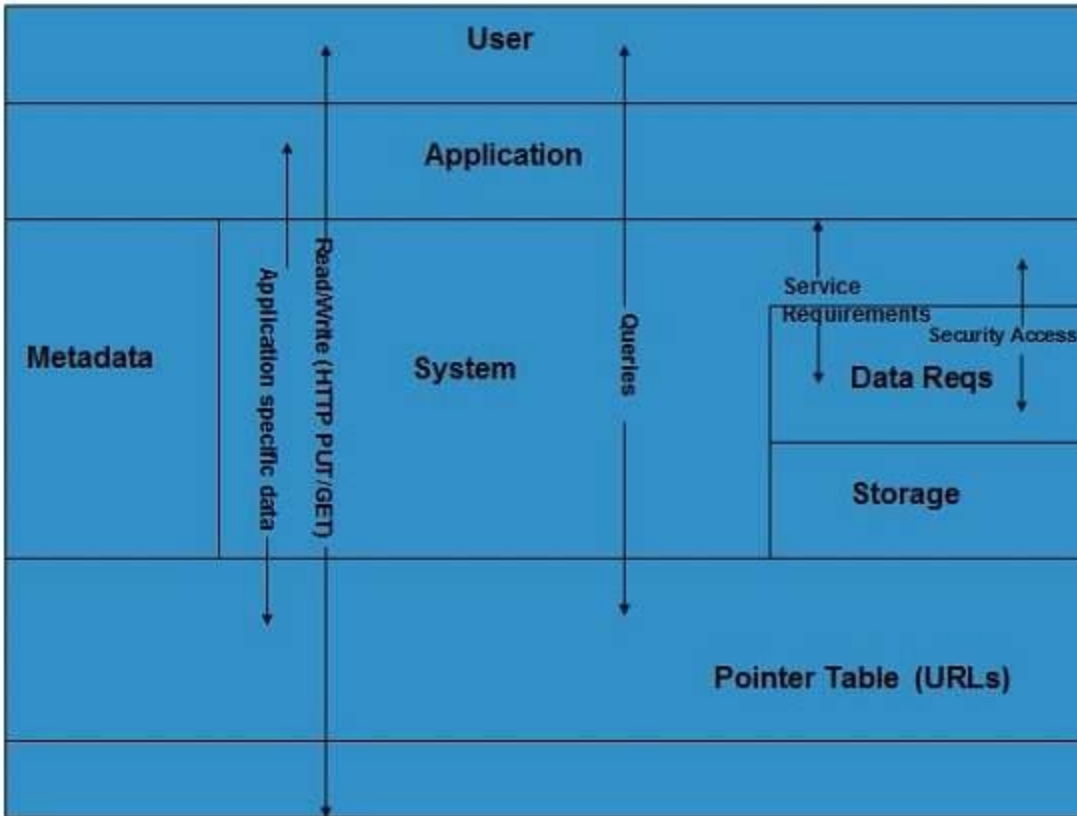 User
Application
Application specific data
Read/Write (HTTP PUT/GET)
Queries
Service
Requirements
Security Access
Metadata
System
Data Reqs
Storage
Pointer Table (URLs)